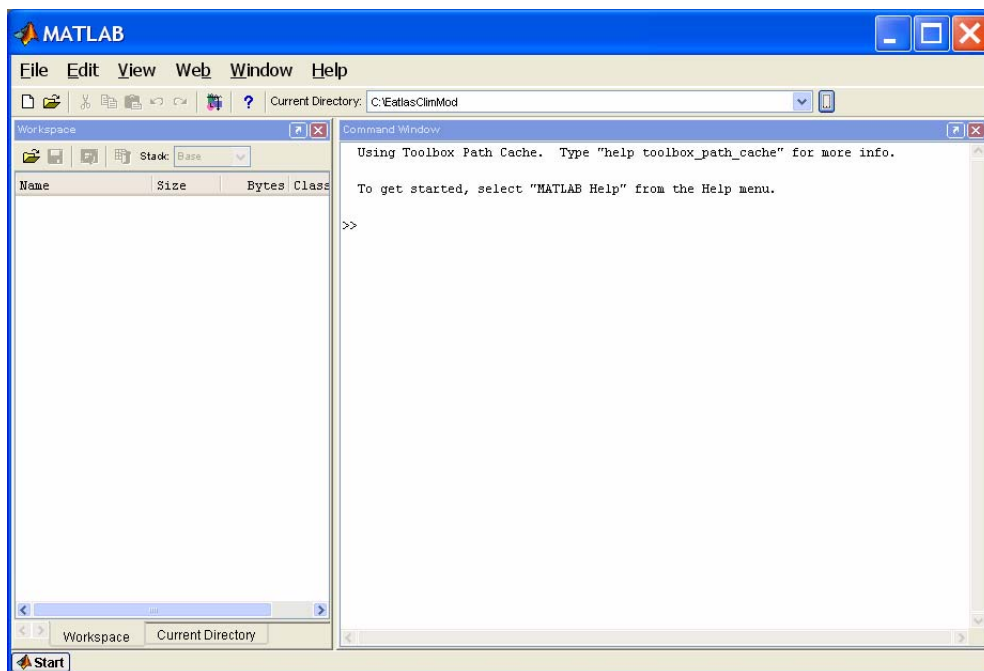 MATLAB
File Edit View Web Window Help
? Current Directory: C:\EatlasClimMod
Workspace
Stack: Base
Name Size Bytes Class
Workspace Current Directory
Command Window
Using Toolbox Path Cache. Type "help toolbox_path_cache" for more info.
To get started, select "MATLAB Help" from the Help menu.
>>
Start